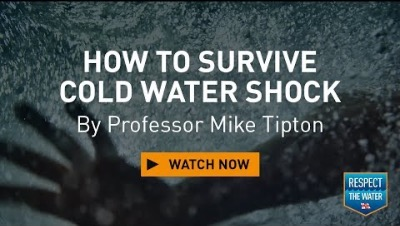 HOW TO SURVIVE
COLD WATER SHOCK
By Professor Mike Tipton
WATCH NOW
RESPECT
THE WATER